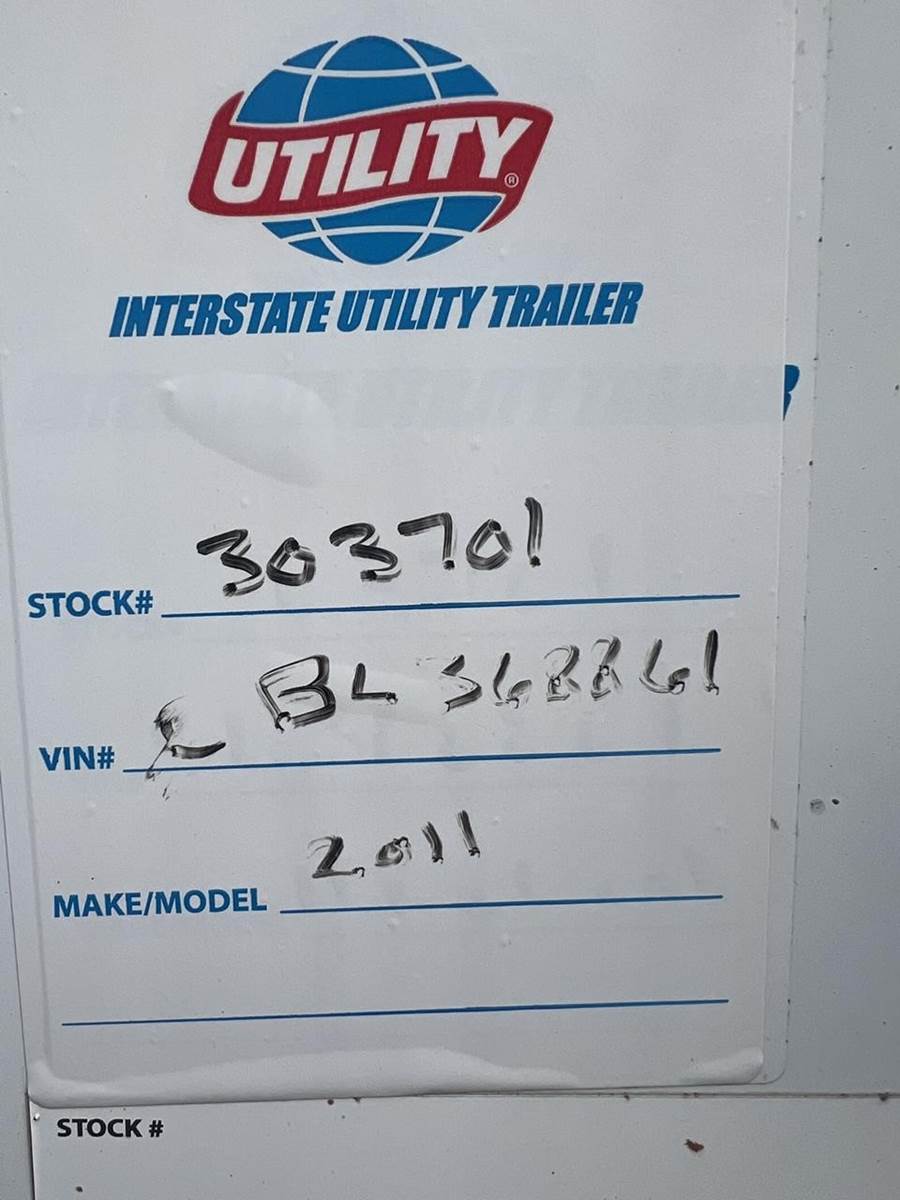 UTILITY®
INTERSTATE UTILITY TRAILER
STOCK# 303701
VIN# BL 368861
MAKE/MODEL 2011
STOCK #